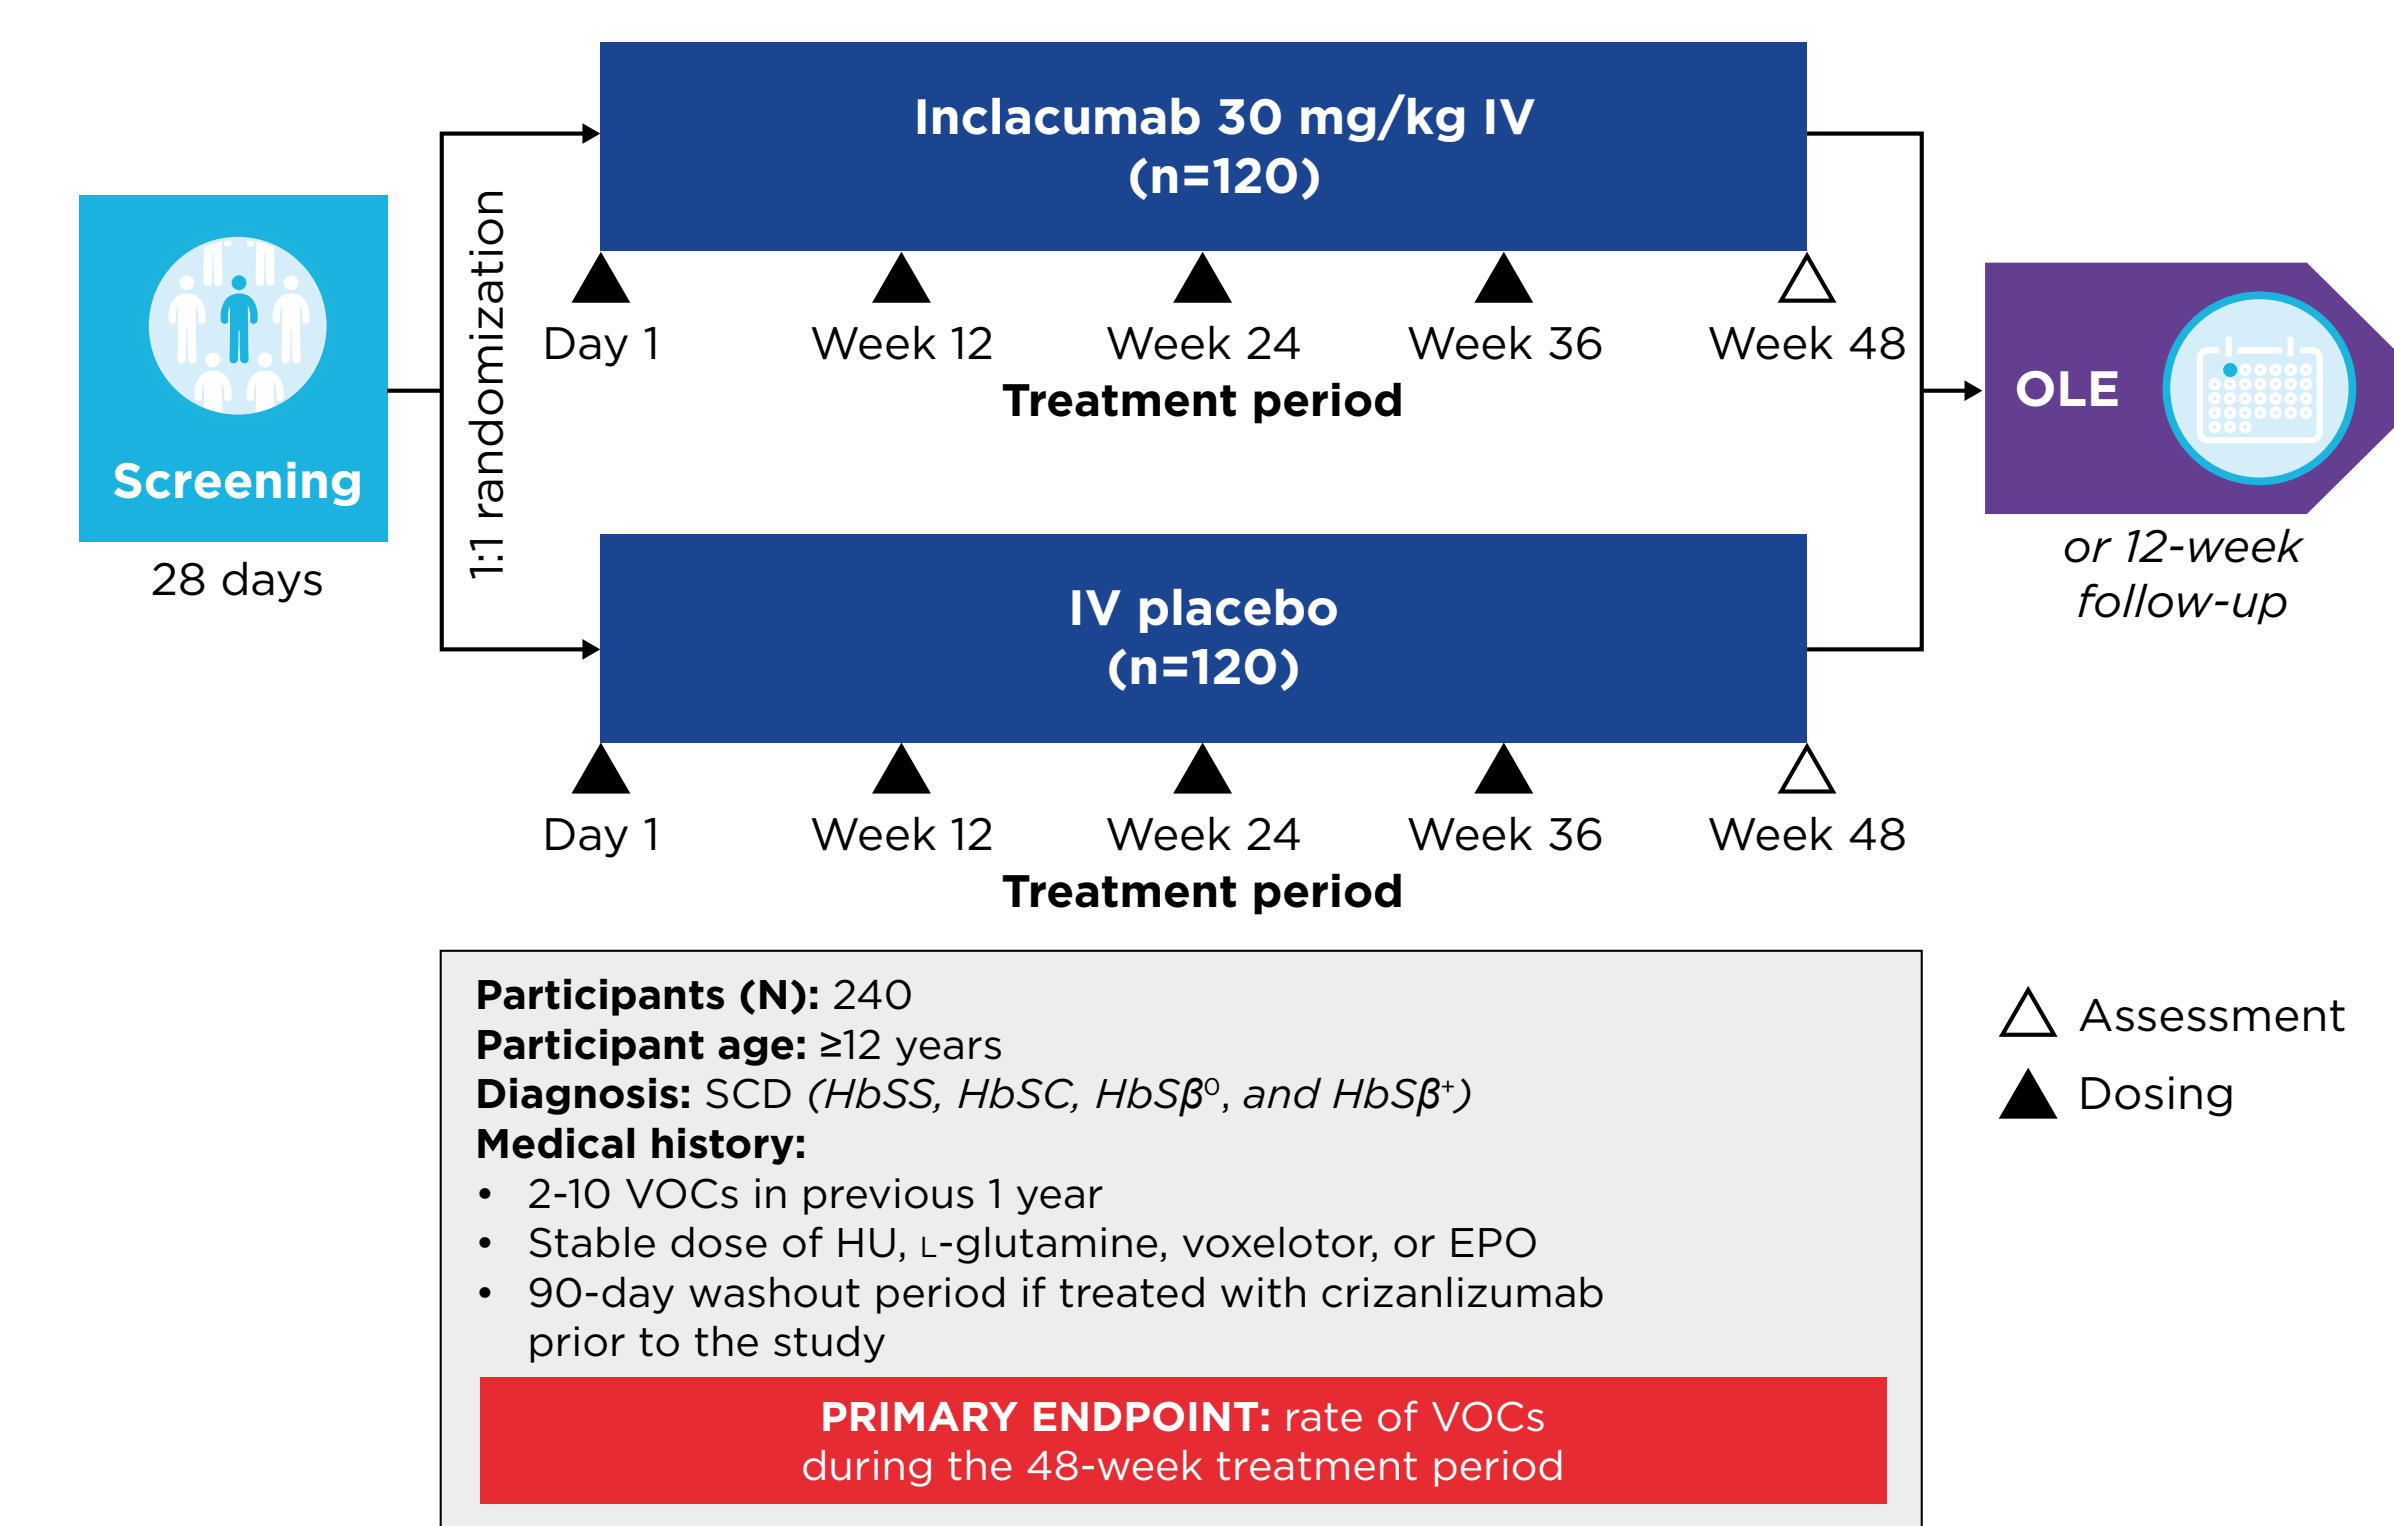 Screening
28 days
1:1 randomization
Inclacumab 30 mg/kg IV
(n=120)
Day 1 Week 12 Week 24 Week 36 Week 48
Treatment period
IV placebo
(n=120)
Day 1 Week 12 Week 24 Week 36 Week 48
Treatment period
OLE
or 12-week
follow-up
Participants (N): 240
Participant age: ≥12 years
Diagnosis: SCD (HbSS, HbSC, HbSβ⁰, and HbSβ⁺)
Medical history:
• 2-10 VOCs in previous 1 year
• Stable dose of HU, L-glutamine, voxelotor, or EPO
• 90-day washout period if treated with crizanlizumab
prior to the study
PRIMARY ENDPOINT: rate of VOCs
during the 48-week treatment period
Assessment
Dosing